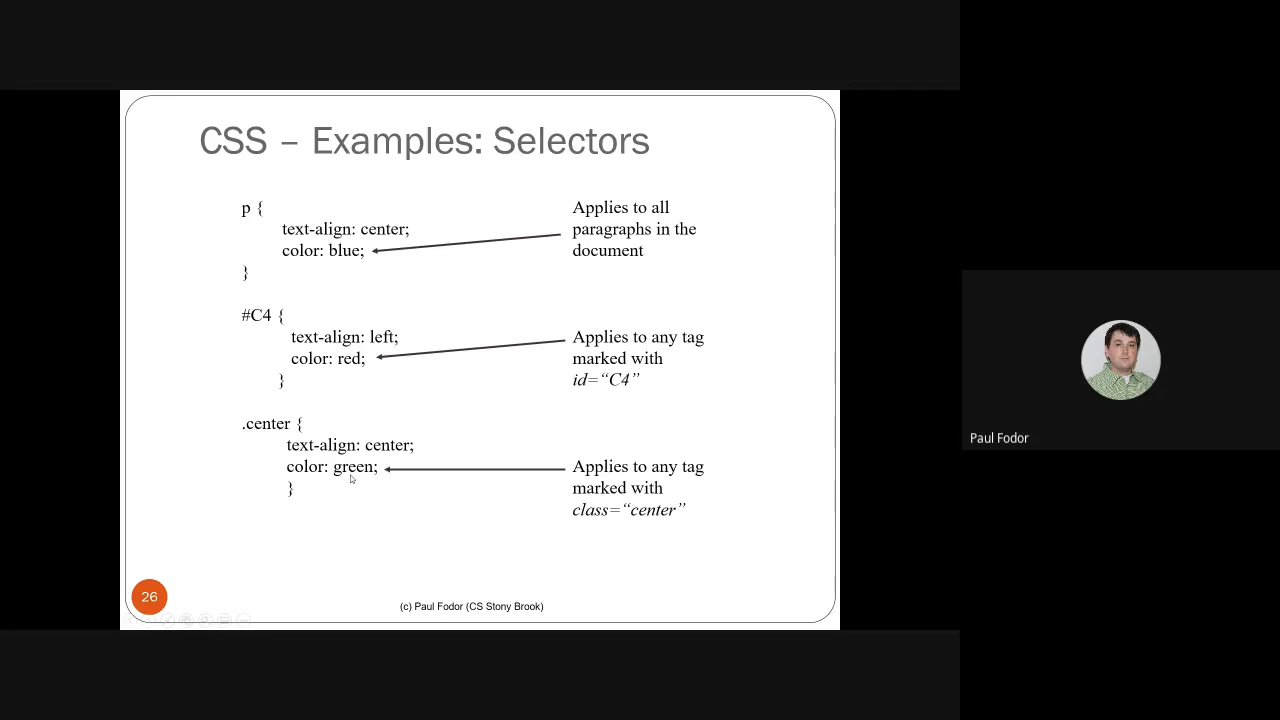 CSS – Examples: Selectors
p {
text-align: center;
color: blue;
}
Applies to all
paragraphs in the
document
#C4 {
text-align: left;
color: red;
}
Applies to any tag
marked with
id=“C4”
.center {
text-align: center;
color: green;
}
Applies to any tag
marked with
class=“center”
26
(c) Paul Fodor (CS Stony Brook)
Paul Fodor